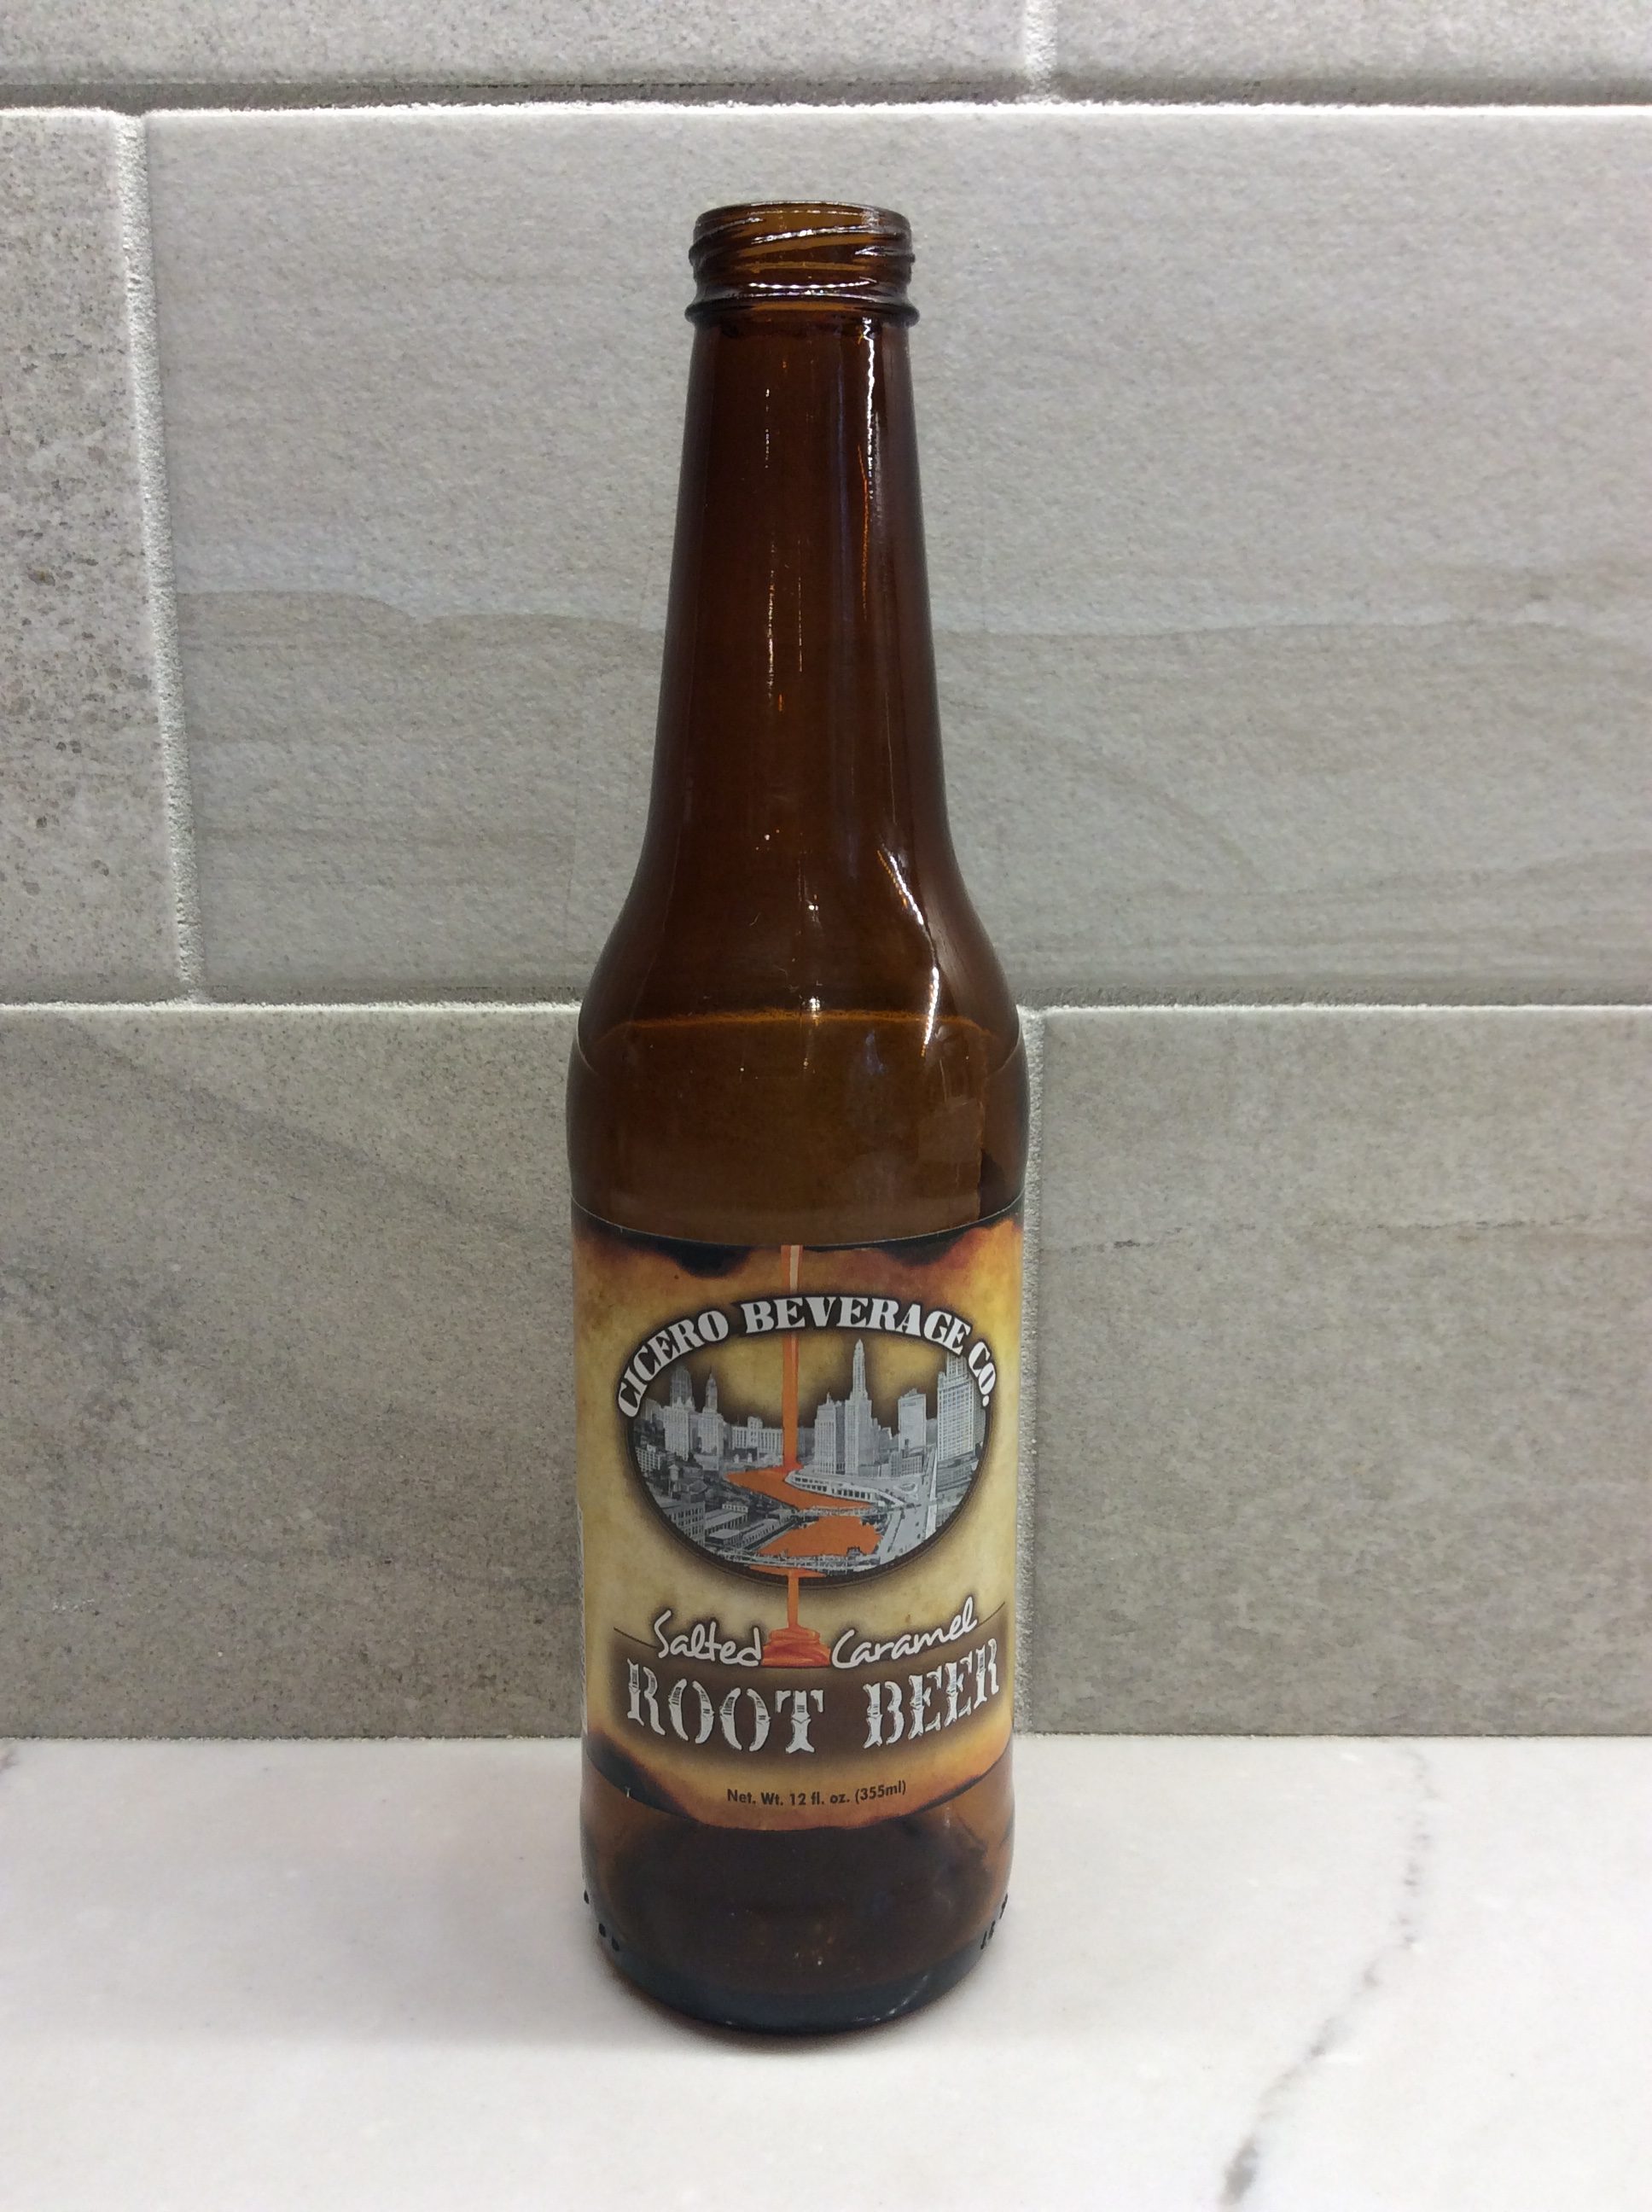 CICERO BEVERAGE CO.
Salted Caramel
ROOT BEER
Net. Wt. 12 fl. oz. (355ml)